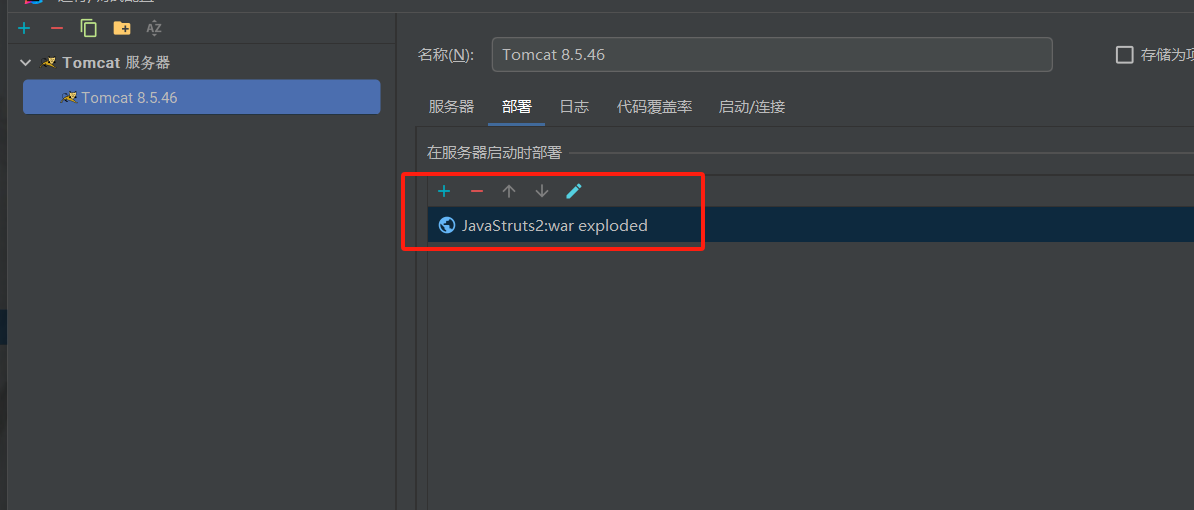 Tomcat 服务器
Tomcat 8.5.46
名称(N):
Tomcat 8.5.46
存储为项
服务器 部署 日志 代码覆盖率 启动/连接
在服务器启动时部署
JavaStruts2:war exploded